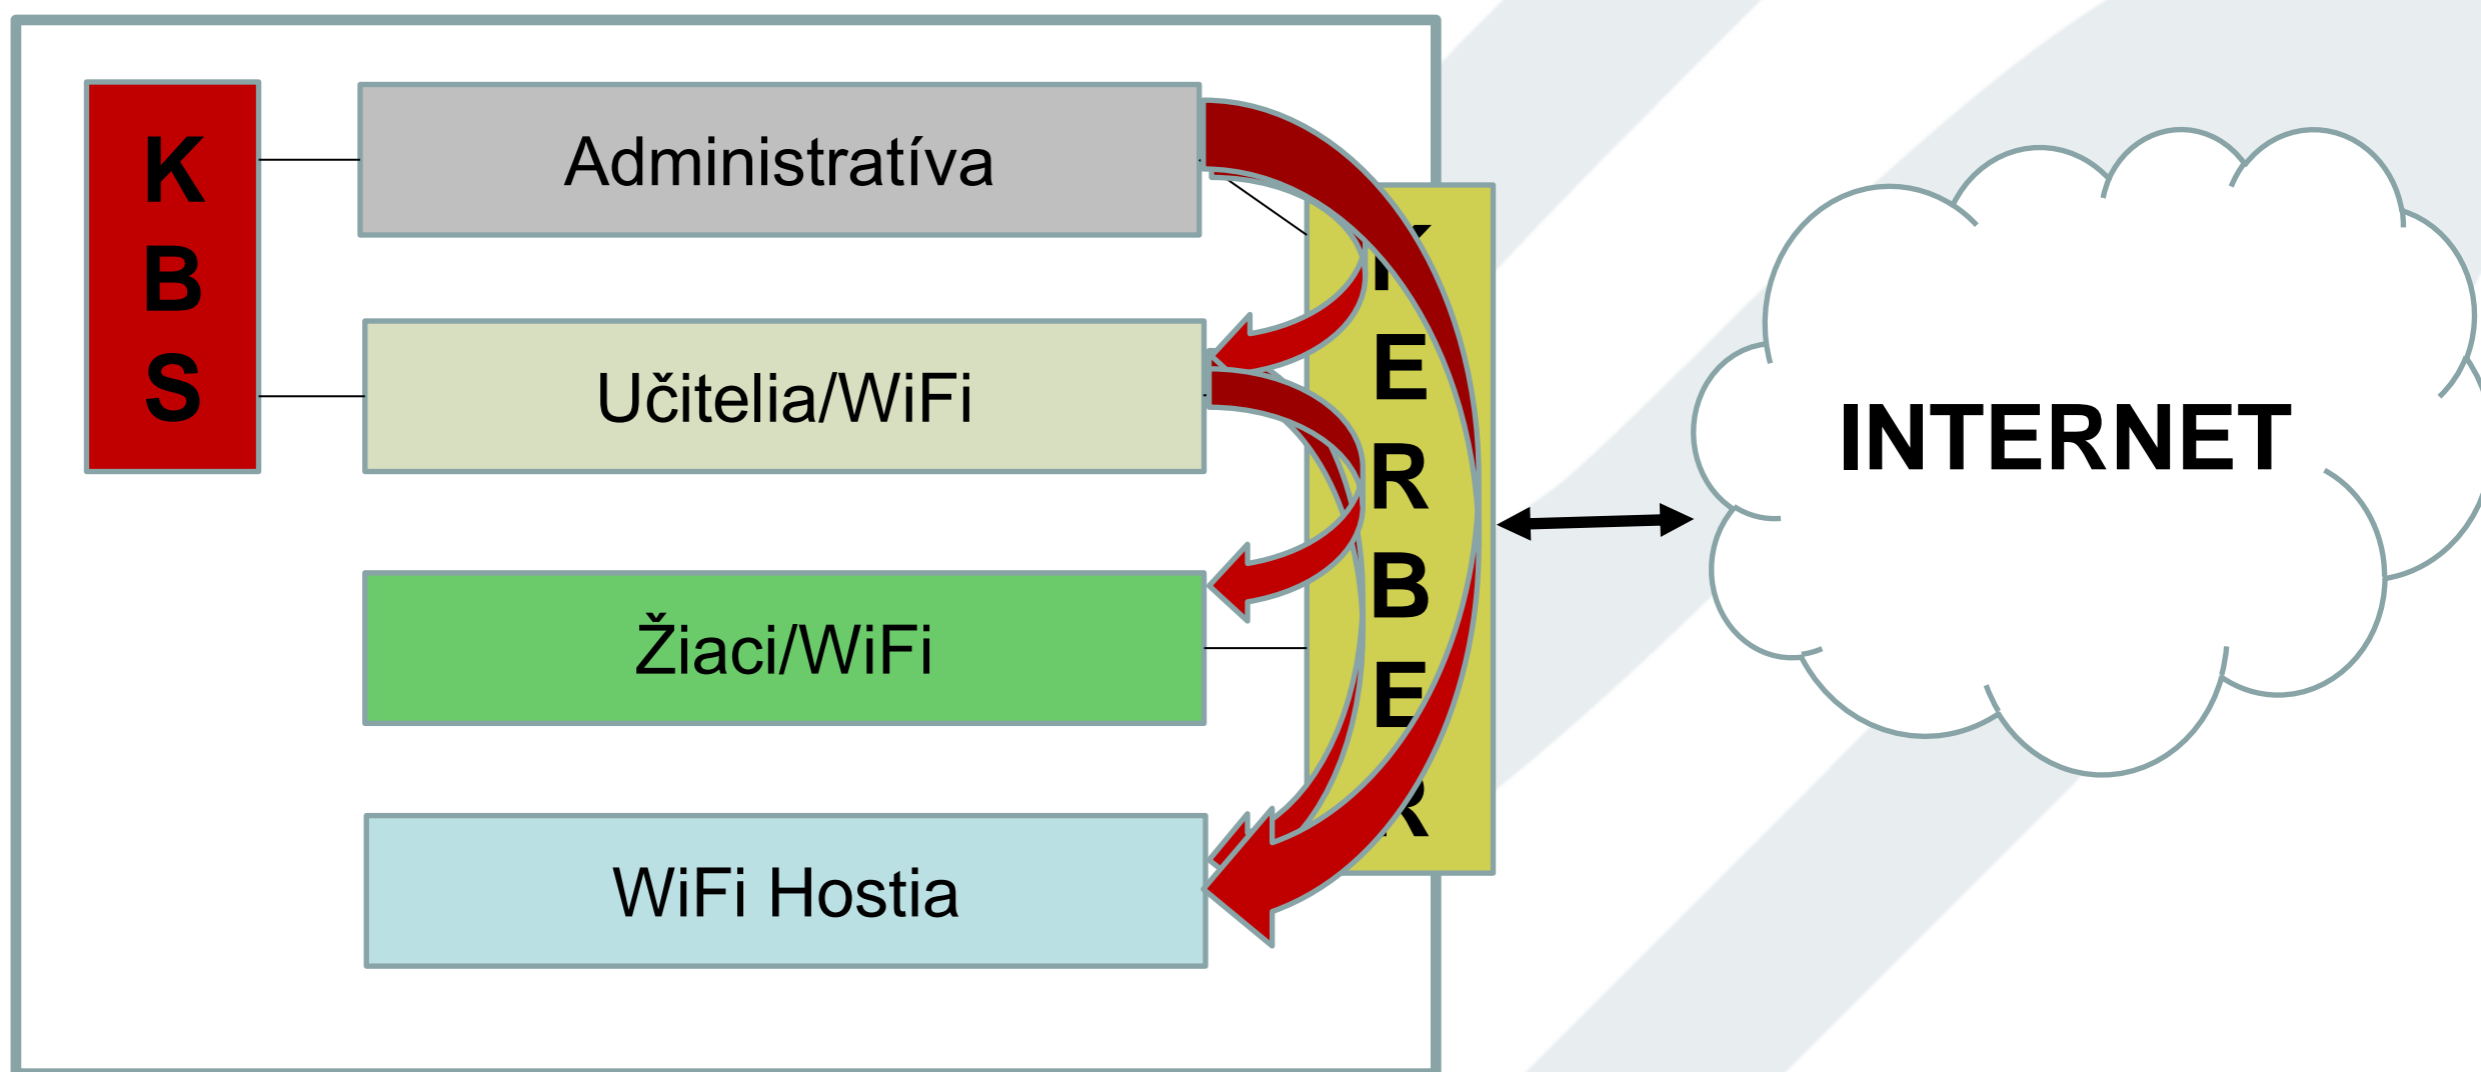 K
B
S
Administratíva
Učitelia/WiFi
Žiaci/WiFi
WiFi Hostia
K
E
R
B
E
R
INTERNET